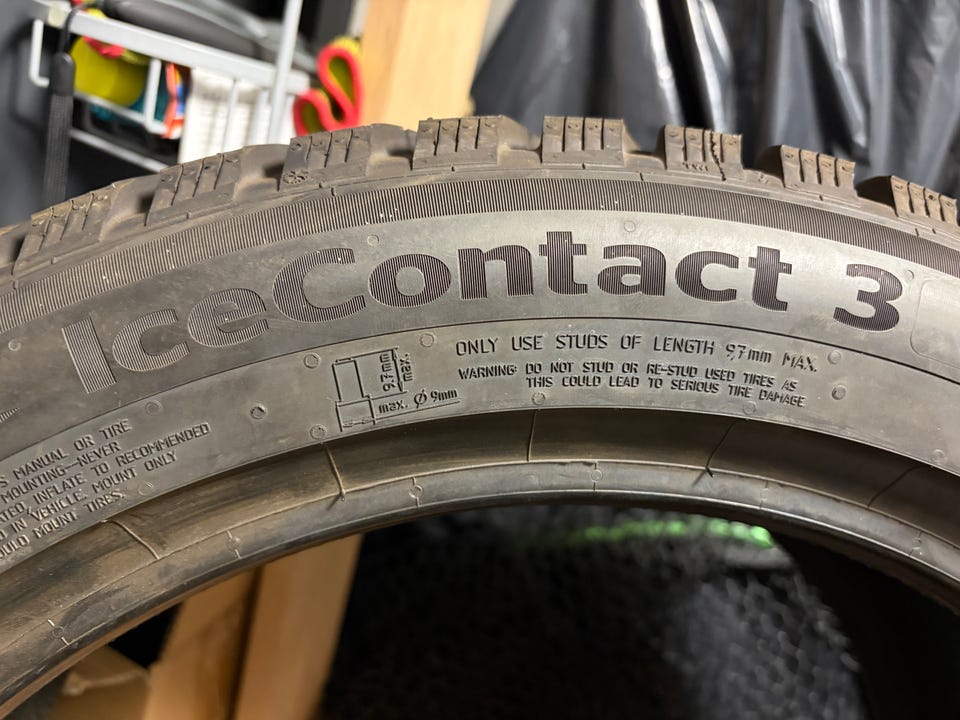 IceContact 3
9.7mm
max.
max. Ø 9mm
ONLY USE STUDS OF LENGTH 9,7mm MAX.
WARNING: DO NOT STUD OR RE-STUD USED TIRES AS
THIS COULD LEAD TO SERIOUS TIRE DAMAGE
S MANUAL OR TIRE
MOUNTING—NEVER
INFLATE TO RECOMMENDED
IN VEHICLE. MOUNT ONLY
MOUNT TIRES.